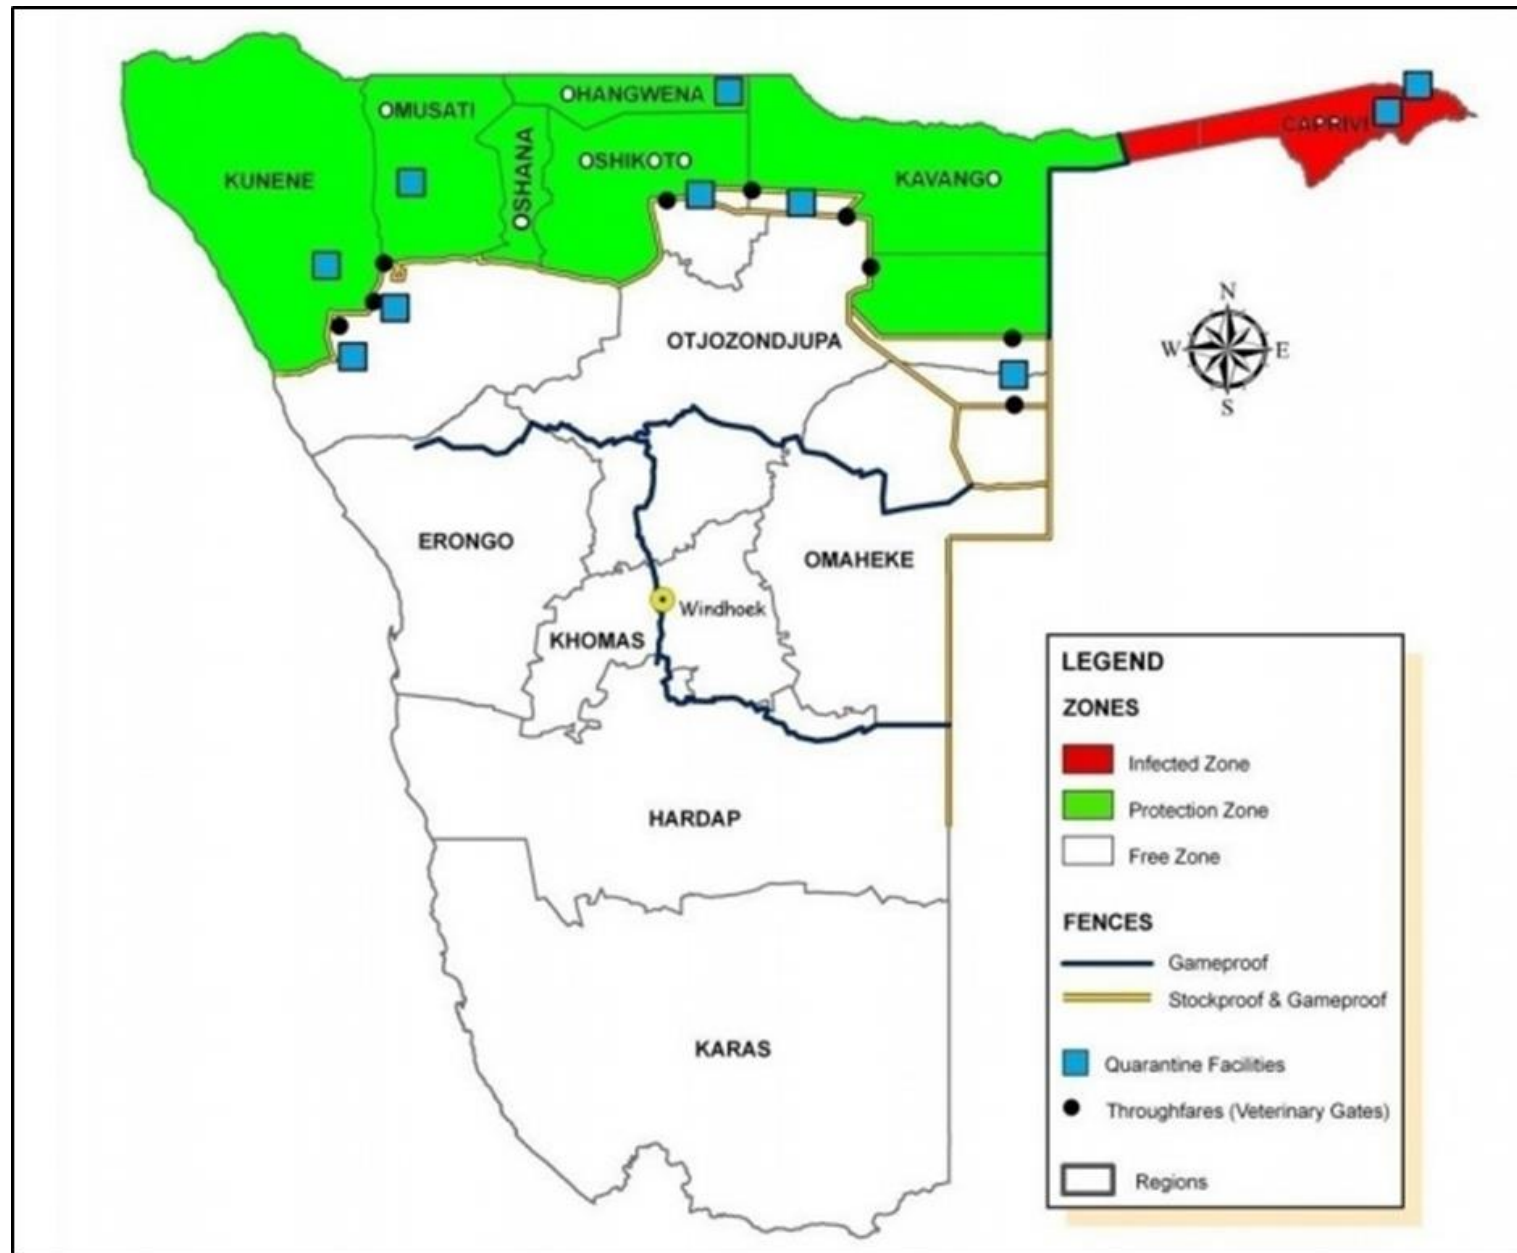 OHANGWENA
OMUSATI
CAPRIVI
OSHANA
OSHIKOTO
KUNENE
KAVANGO
N
W
E
S
OTJOZONDJUPA
ERONGO
OMAHEKE
Windhoek
KHOMAS
HARDAP
KARAS
LEGEND
ZONES
Infected Zone
Protection Zone
Free Zone
FENCES
Gameproof
Stockproof & Gameproof
Quarantine Facilities
Throughfares (Veterinary Gates)
Regions